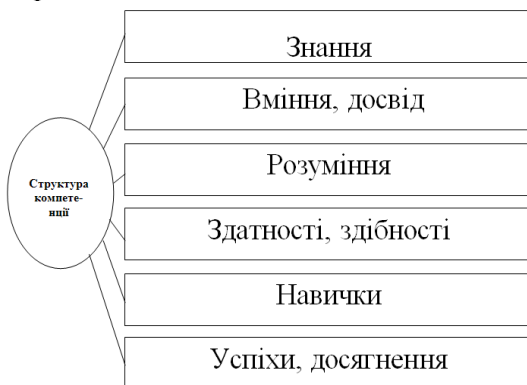 Структура
компете-
нції
Знання
Вміння, досвід
Розуміння
Здатності, здібності
Навички
Успіхи, досягнення